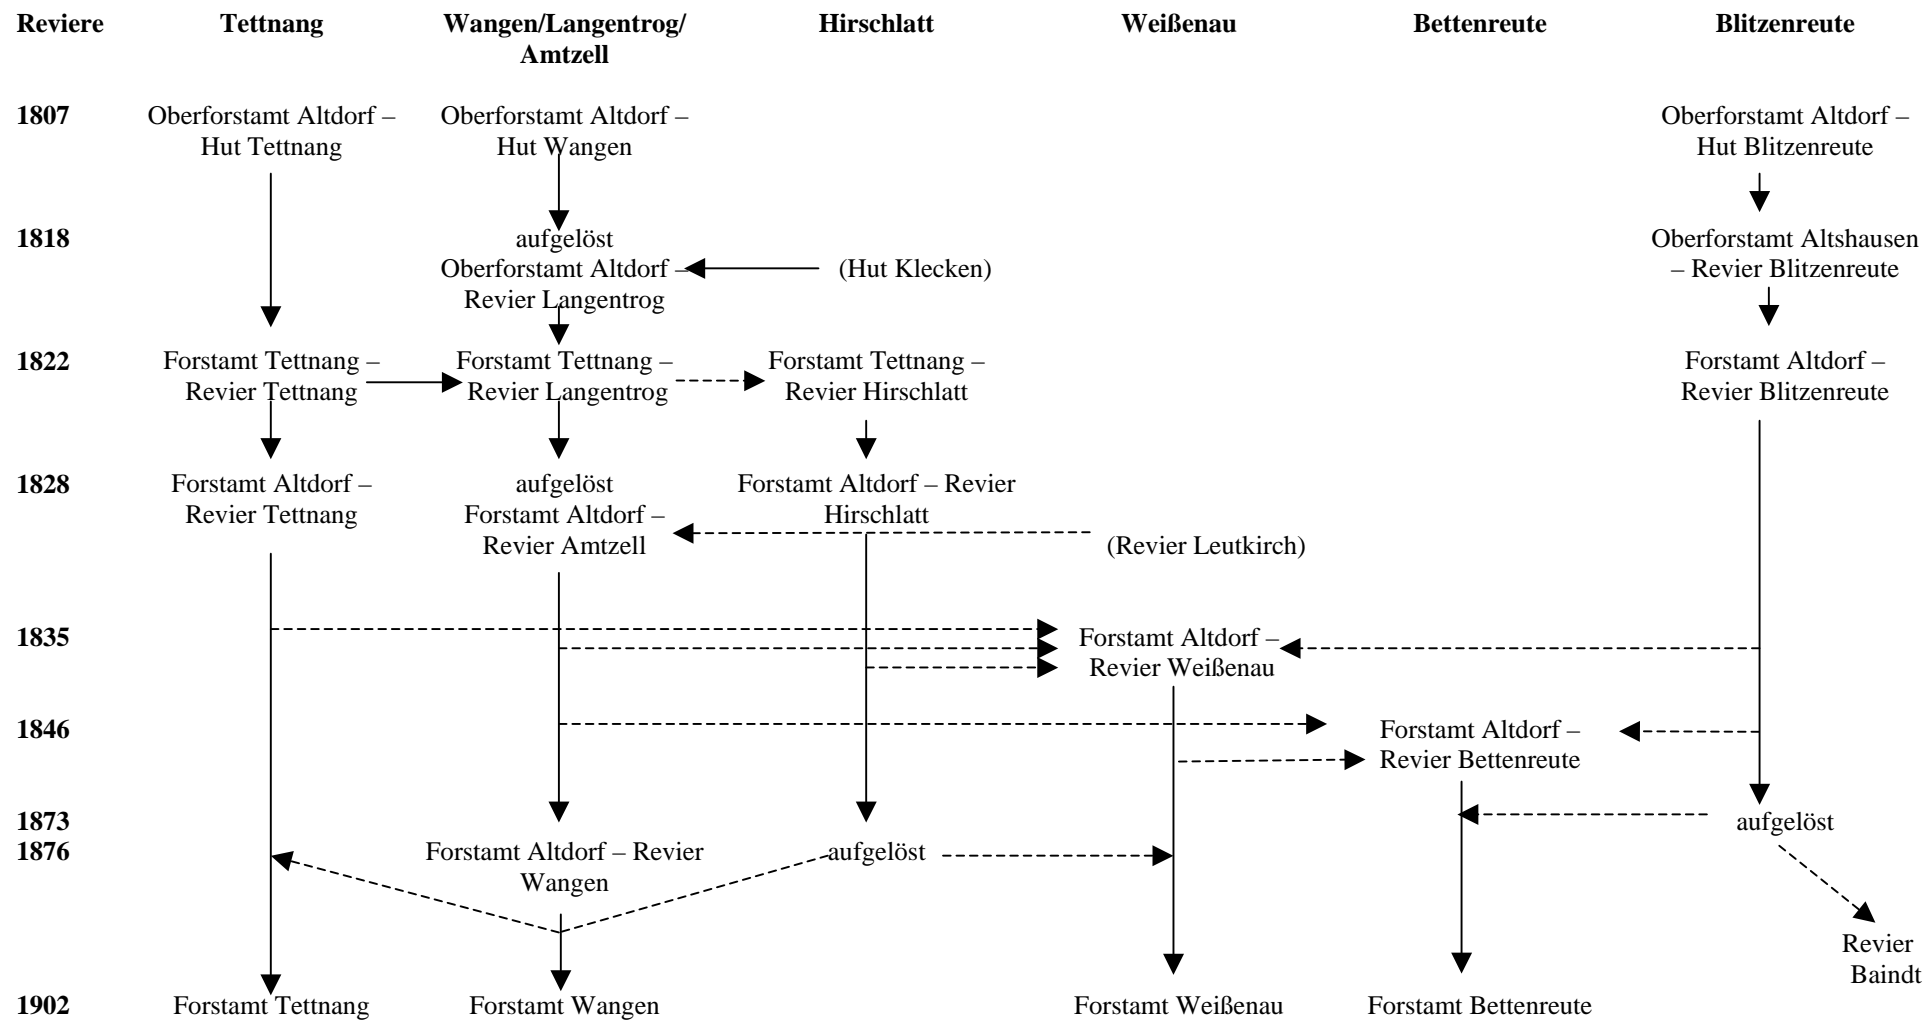 Reviere Tettnang Wangen/Langentrog/ Hirschlatt Weißenau Bettenreute Blitzenreute
Amtzell
1807 Oberforstamt Altdorf – Oberforstamt Altdorf – Oberforstamt Altdorf –
Hut Tettnang Hut Wangen Hut Blitzenreute
1818 aufgelöst Oberforstamt Altshausen
Oberforstamt Altdorf – (Hut Klecken) – Revier Blitzenreute
Revier Langentrog
1822 Forstamt Tettnang – Forstamt Tettnang – Forstamt Tettnang – Forstamt Altdorf –
Revier Tettnang Revier Langentrog Revier Hirschlatt Revier Blitzenreute
1828 Forstamt Altdorf – aufgelöst Forstamt Altdorf – Revier
Revier Tettnang Forstamt Altdorf – Hirschlatt
Revier Amtzell (Revier Leutkirch)
1835 Forstamt Altdorf –
Revier Weißenau
1846 Forstamt Altdorf –
Revier Bettenreute
1873 aufgelöst
1876 Forstamt Altdorf – Revier aufgelöst
Wangen
Revier
Baindt
1902 Forstamt Tettnang Forstamt Wangen Forstamt Weißenau Forstamt Bettenreute